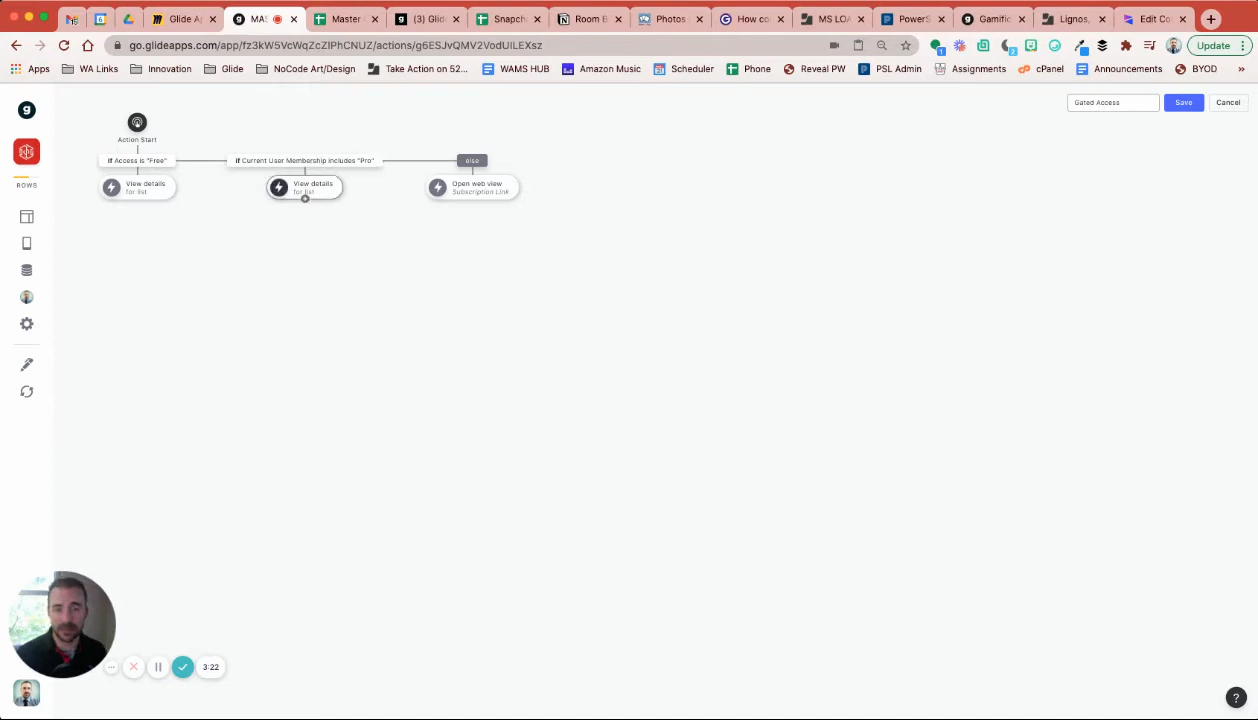 Glide Ap
MAS
Master
(3) Glid
Snapcha
Room B
Photos
How co
MS LOA
PowerS
Gamific
Lignos,
Edit Co
go.glideapps.com/app/fz3kW5VcWqZcZIPhCNUZ/actions/g6ESJvQMV2VodUILEXsz
Update
Apps
WA Links
Innovation
Glide
NoCode Art/Design
Take Action on 52...
WAMS HUB
Amazon Music
Scheduler
Phone
Reveal PW
PSL Admin
Assignments
cPanel
Announcements
BYOD
»
g
ROWS
Gated Access
Save
Cancel
Action Start
If Access is "Free"
If Current User Membership includes "Pro"
else
View details
for list
View details
for list
Open web view
Subscription Link
3:22
?